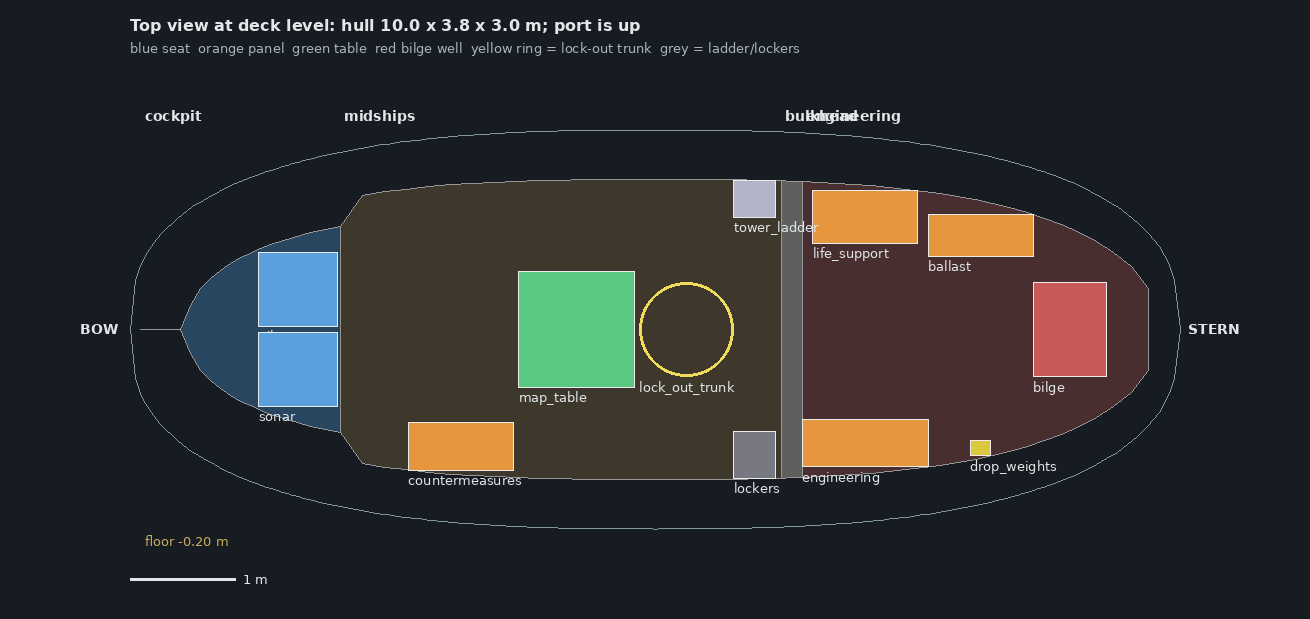 Top view at deck level: hull 10.0 x 3.8 x 3.0 m; port is up
blue seat  orange panel  green table  red bilge well  yellow ring = lock-out trunk  grey = ladder/lockers
cockpit
midships
tower_ladder
life_support
ballast
BOW
STERN
bilge
lock_out_trunk
map_table
sonar
drop_weights
engineering
countermeasures
lockers
floor -0.20 m
1 m